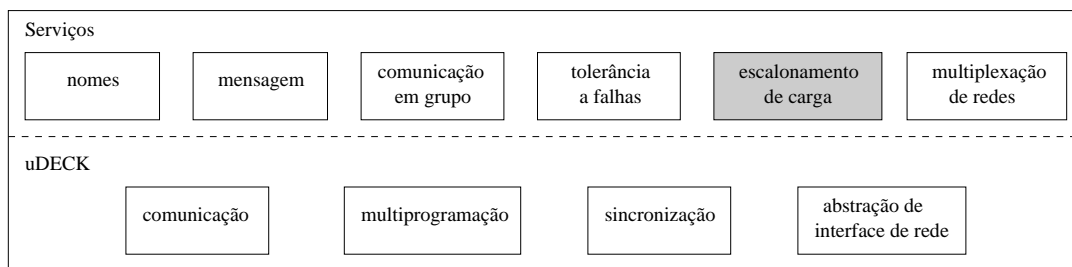 Serviços
nomes
mensagem
comunicação
em grupo
tolerância
a falhas
escalonamento
de carga
multiplexação
de redes
uDECK
comunicação
multiprogramação
sincronização
abstração de
interface de rede